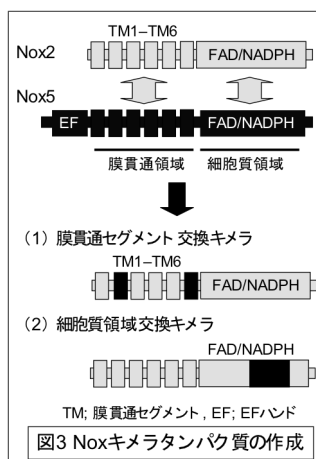 TM1–TM6
Nox2
FAD/NADPH
Nox5
EF
FAD/NADPH
膜貫通領域 細胞質領域
(1) 膜貫通セグメント交換キメラ
TM1–TM6
FAD/NADPH
(2) 細胞質領域交換キメラ
FAD/NADPH
TM; 膜貫通セグメント, EF; EFハンド
図3 Noxキメラタンパク質の作成